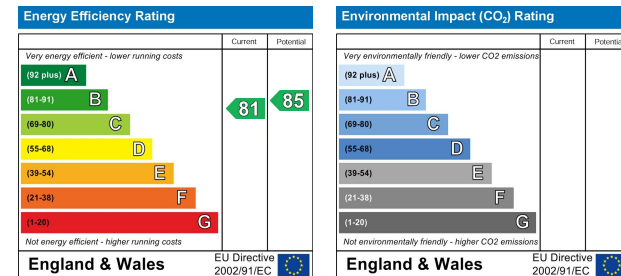 Energy Efficiency Rating
Current Potential
Very energy efficient - lower running costs
(92 plus) A
(81-91) B
(69-80) C
(55-68) D
(39-54) E
(21-38) F
(1-20) G
81
85
Not energy efficient - higher running costs
England & Wales
EU Directive
2002/91/EC
Environmental Impact (CO₂) Rating
Current Potentia
Very environmentally friendly - lower CO2 emissions
(92 plus) A
(81-91) B
(69-80) C
(55-68) D
(39-54) E
(21-38) F
(1-20) G
Not environmentally friendly - higher CO2 emissions
England & Wales
EU Directive
2002/91/EC